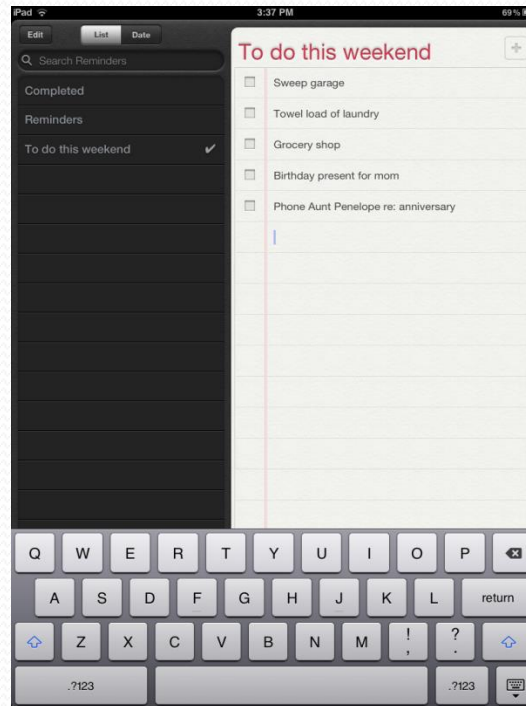 iPad 3:37 PM 69%
Edit List Date
Search Reminders
Completed
Reminders
To do this weekend ✔
To do this weekend +
Sweep garage
Towel load of laundry
Grocery shop
Birthday present for mom
Phone Aunt Penelope re: anniversary
Q W E R T Y U I O P
A S D F G H J K L return
Z X C V B N M ! , ? .
.?123 .?123